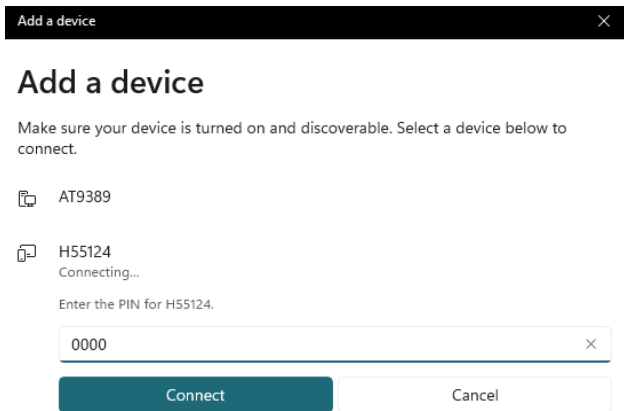 Add a device
Add a device
Make sure your device is turned on and discoverable. Select a device below to
connect.
AT9389
H55124
Connecting...
Enter the PIN for H55124.
0000
Connect Cancel